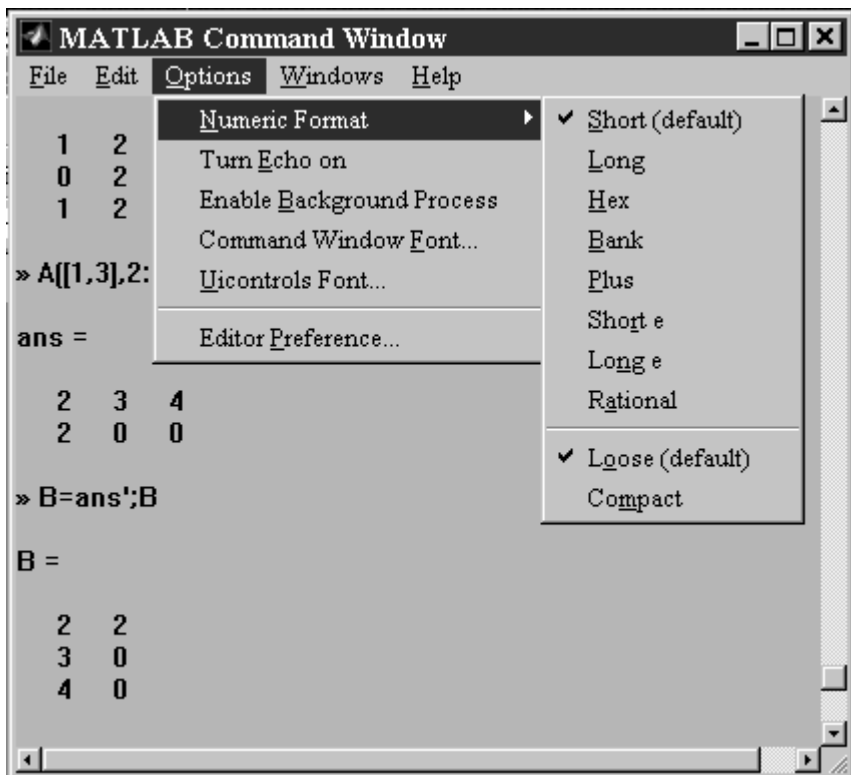 MATLAB Command Window
File Edit Options Windows Help
Numeric Format
Turn Echo on
Enable Background Process
Command Window Font...
Uicontrols Font...
Editor Preference...
Short (default)
Long
Hex
Bank
Plus
Short e
Long e
Rational
Loose (default)
Compact
1 2
0 2
1 2
» A([1,3],2:
ans =
2 3 4
2 0 0
» B=ans';B
B =
2 2
3 0
4 0